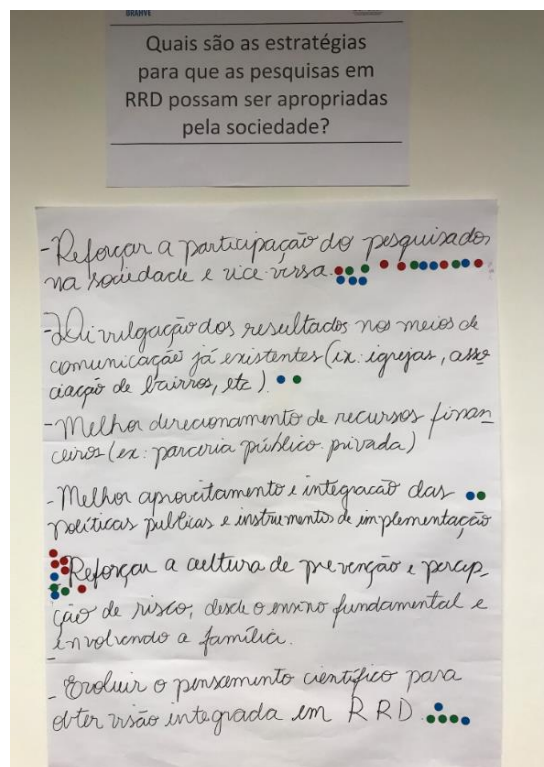 Quais são as estratégias
para que as pesquisas em
RRD possam ser apropriadas
pela sociedade?
-Reforçar a participação do pesquisador
na sociedade e vice-versa.
-Divulgação dos resultados nos meios de
comunicação já existentes (ex: igrejas, asso
ciação de bairros, etc).
-Melhor direcionamento de recursos finan
ceiros (ex: parceria público-privada)
-Melhor aproveitamento e integração das
políticas publicas e instrumentos de implementação
Reforçar a cultura de prevenção e percep_
ção de risco, desde o ensino fundamental e
envolvendo a família.
- Evoluir o pensamento científico para
obter visão integrada em RRD.